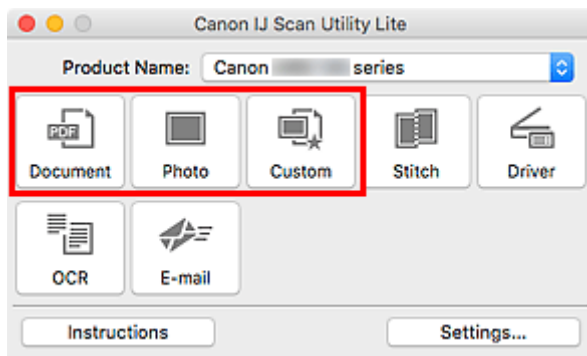 Canon IJ Scan Utility Lite
Product Name: Canon series
PDF
Document Photo Custom Stitch Driver
OCR E-mail
Instructions Settings...